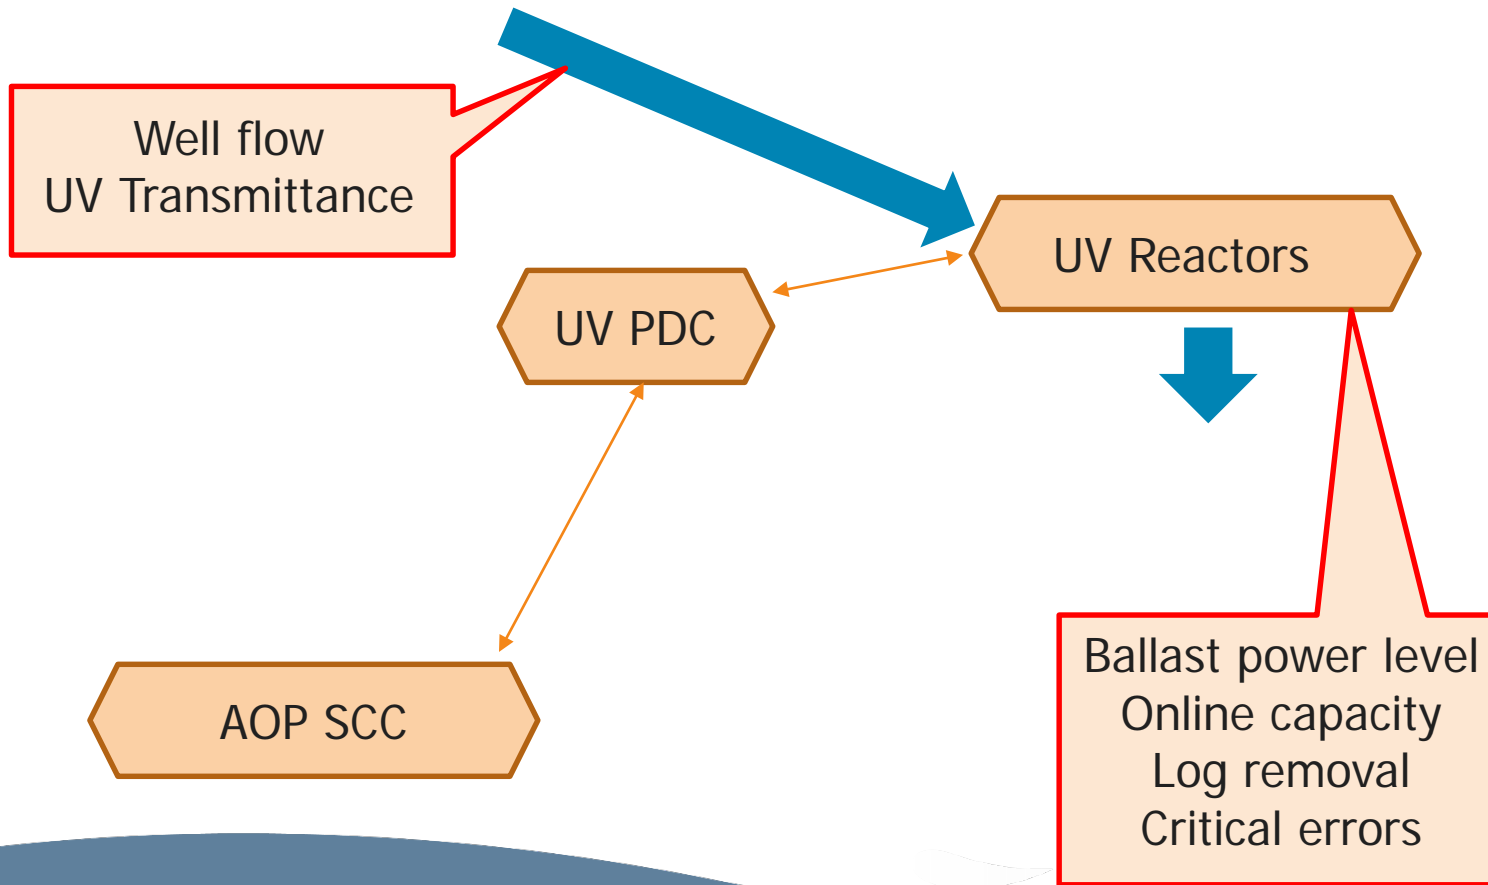 Well flow
UV Transmittance
UV Reactors
UV PDC
AOP SCC
Ballast power level
Online capacity
Log removal
Critical errors